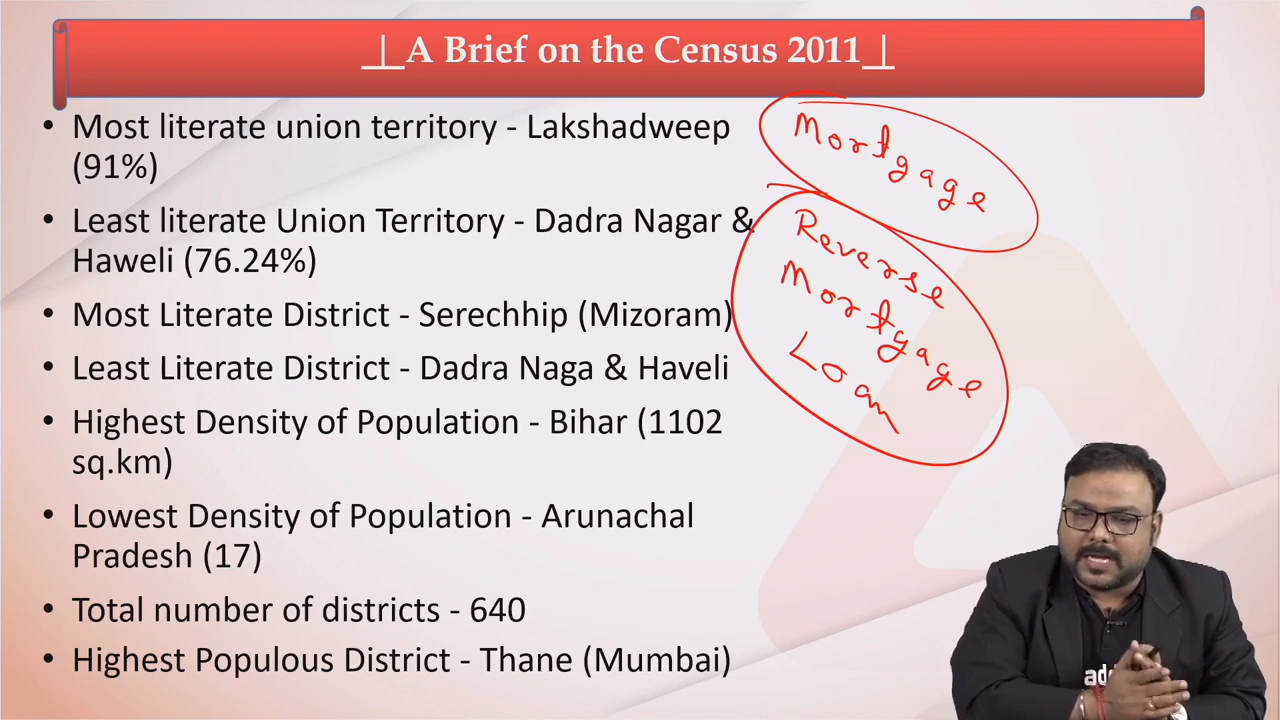 |_A Brief on the Census 2011_|
• Most literate union territory - Lakshadweep
(91%)
• Least literate Union Territory - Dadra Nagar &
Haweli (76.24%)
• Most Literate District - Serechhip (Mizoram)
• Least Literate District - Dadra Naga & Haveli
• Highest Density of Population - Bihar (1102
sq.km)
• Lowest Density of Population - Arunachal
Pradesh (17)
• Total number of districts - 640
• Highest Populous District - Thane (Mumbai)
Mortgage
Reverse
Mortgage
Loan